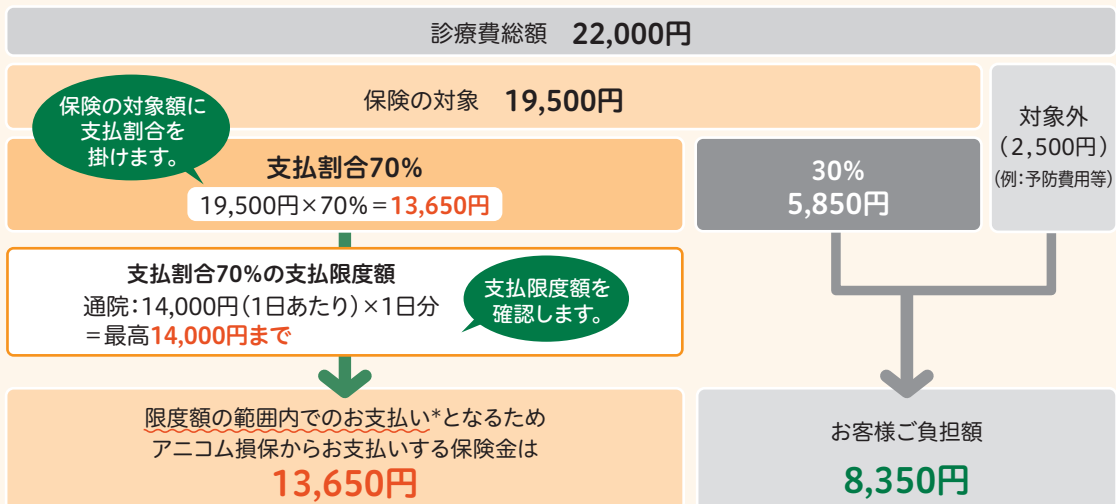 診療費総額 22,000円
保険の対象 19,500円
対象外
（2,500円）
（例：予防費用等）
保険の対象額に
支払割合を
掛けます。
支払割合70%
19,500円×70%＝13,650円
30%
5,850円
支払割合70%の支払限度額
通院：14,000円（1日あたり）×1日分
＝最高14,000円まで
支払限度額を
確認します。
限度額の範囲内でのお支払い*となるため
アニコム損保からお支払いする保険金は
13,650円
お客様ご負担額
8,350円